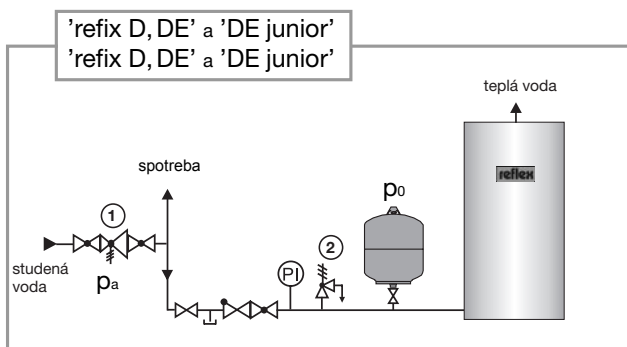 ’refix D, DE’ a ’DE junior’
’refix D, DE’ a ’DE junior’
teplá voda
spotreba
reflex
p0
1
2
PI
studená
voda
pa